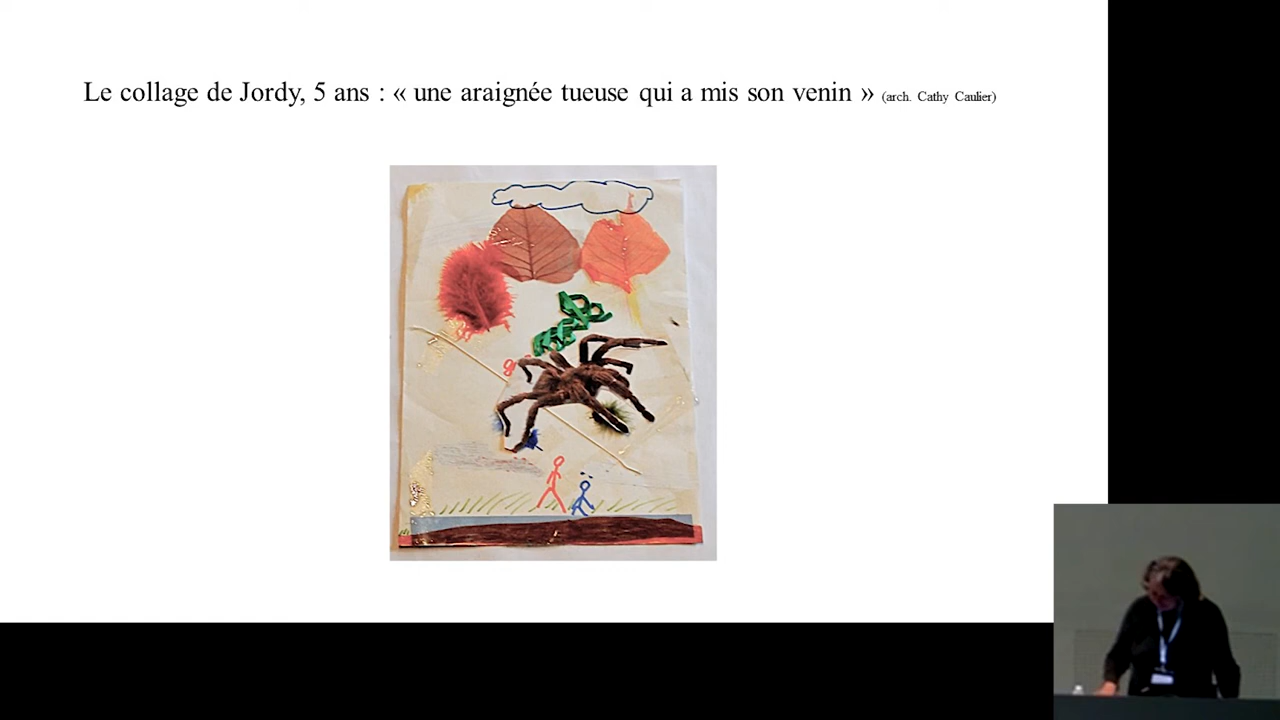 Le collage de Jordy, 5 ans : « une araignée tueuse qui a mis son venin » (arch. Cathy Caulier)